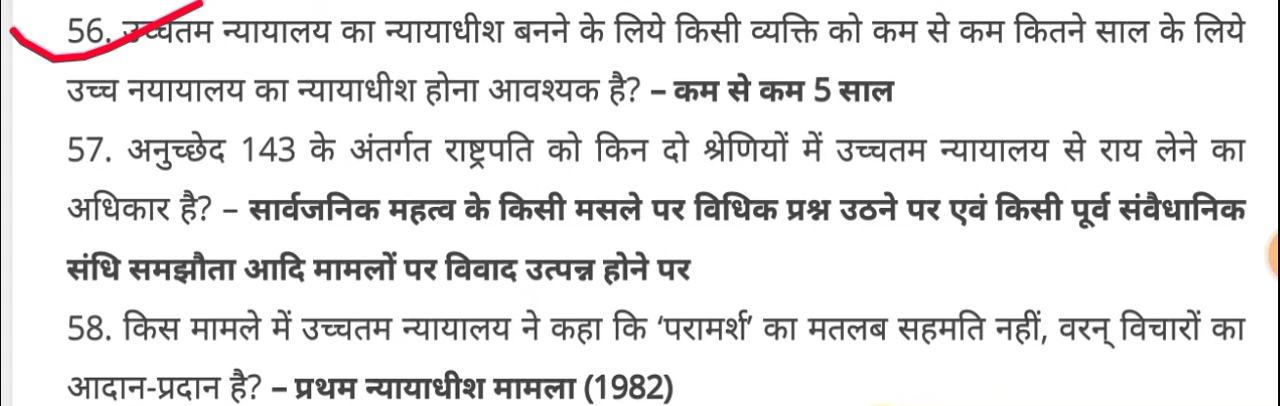 56. उच्चतम न्यायालय का न्यायाधीश बनने के लिये किसी व्यक्ति को कम से कम कितने साल के लिये
उच्च नयायालय का न्यायाधीश होना आवश्यक है? – कम से कम 5 साल
57. अनुच्छेद 143 के अंतर्गत राष्ट्रपति को किन दो श्रेणियों में उच्चतम न्यायालय से राय लेने का
अधिकार है? – सार्वजनिक महत्व के किसी मसले पर विधिक प्रश्न उठने पर एवं किसी पूर्व संवैधानिक
संधि समझौता आदि मामलों पर विवाद उत्पन्न होने पर
58. किस मामले में उच्चतम न्यायालय ने कहा कि ‘परामर्श’ का मतलब सहमति नहीं, वरन् विचारों का
आदान-प्रदान है? – प्रथम न्यायाधीश मामला (1982)